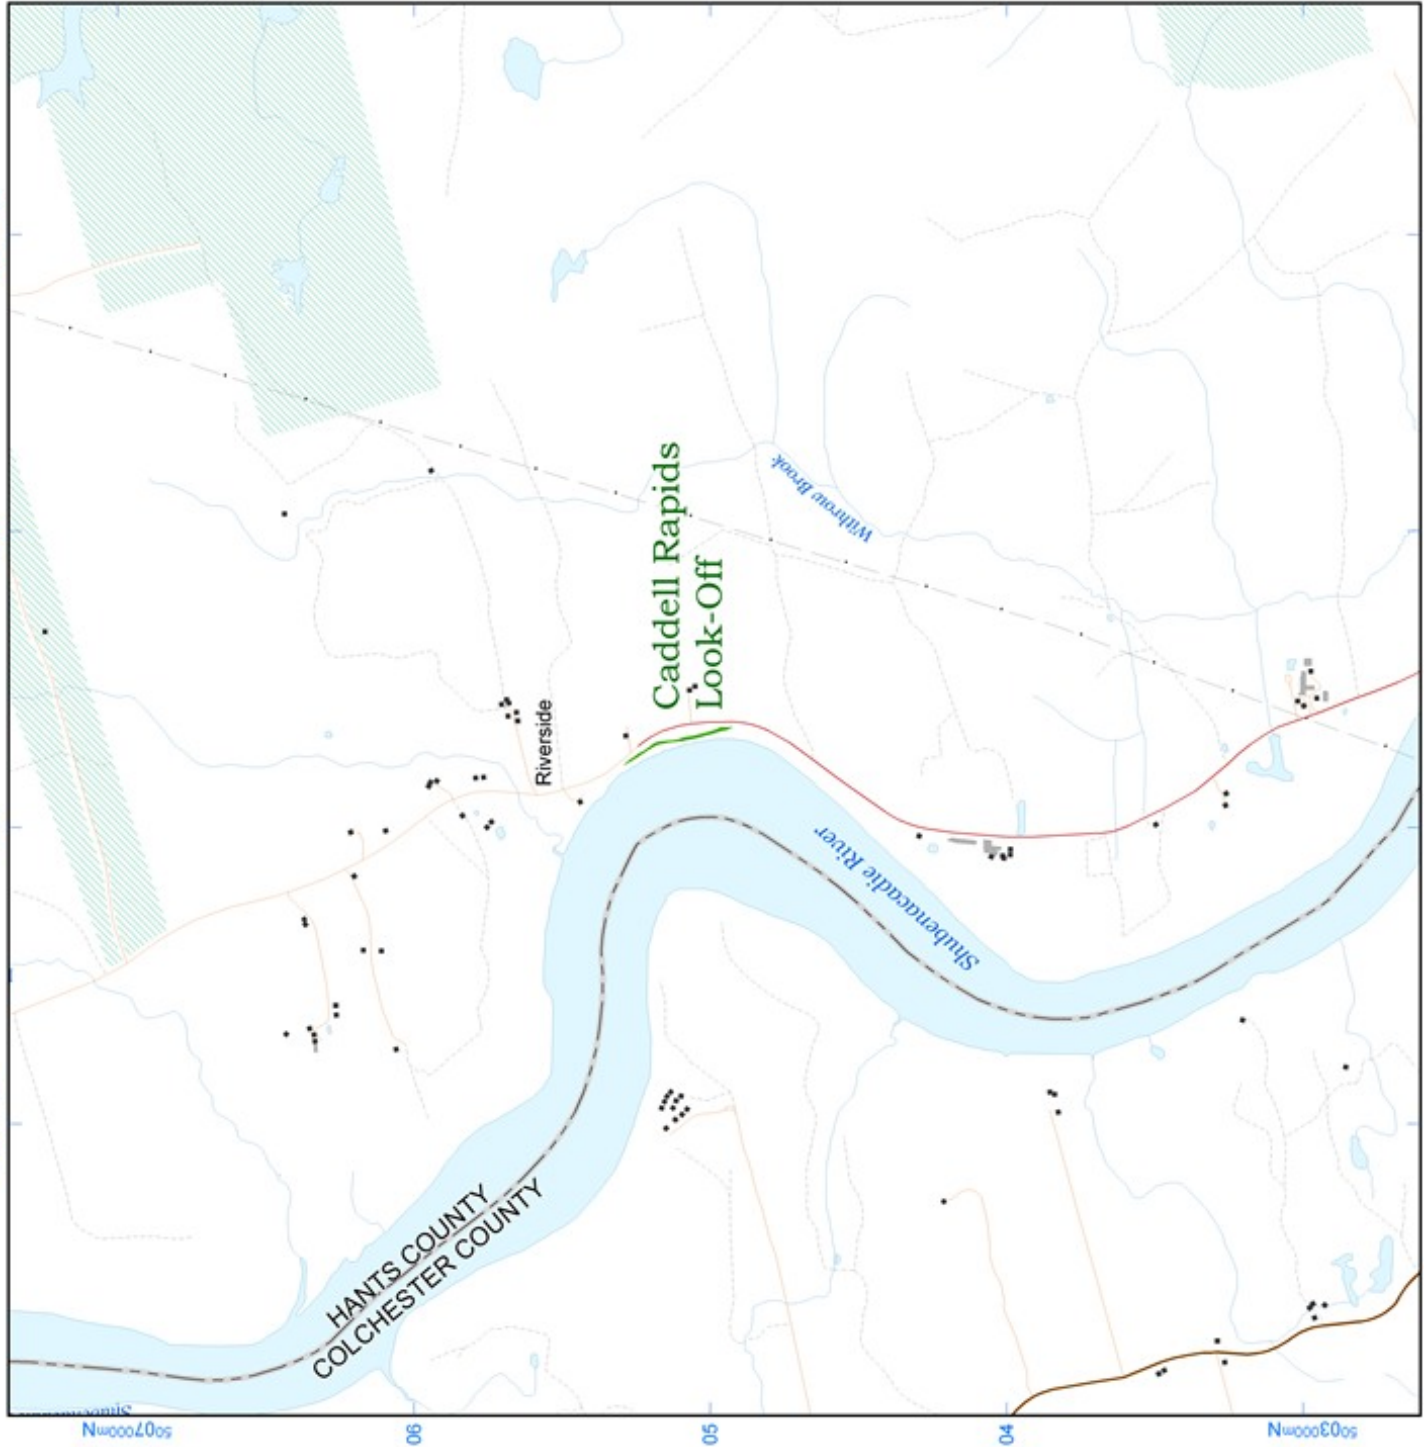 Caddell Rapids
Look-Off
Riverside
Withrow Brook
Shubenacadie River
HANTS COUNTY
COLCHESTER COUNTY
5007000mN
06
05
04
5003000mN